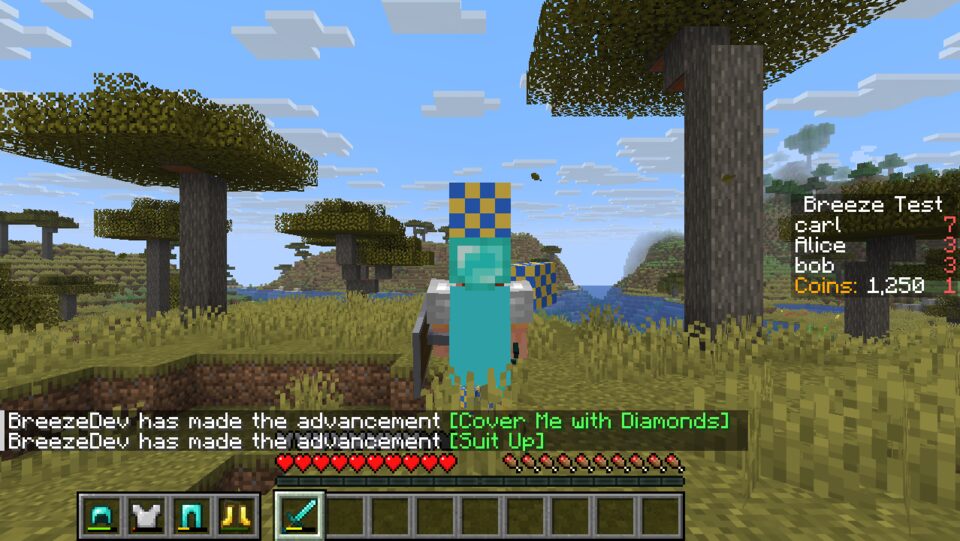 Breeze Test
carl 7
Alice 3
bob 3
Coins: 1,250 1
BreezeDev has made the advancement [Cover Me with Diamonds]
BreezeDev has made the advancement [Suit Up]